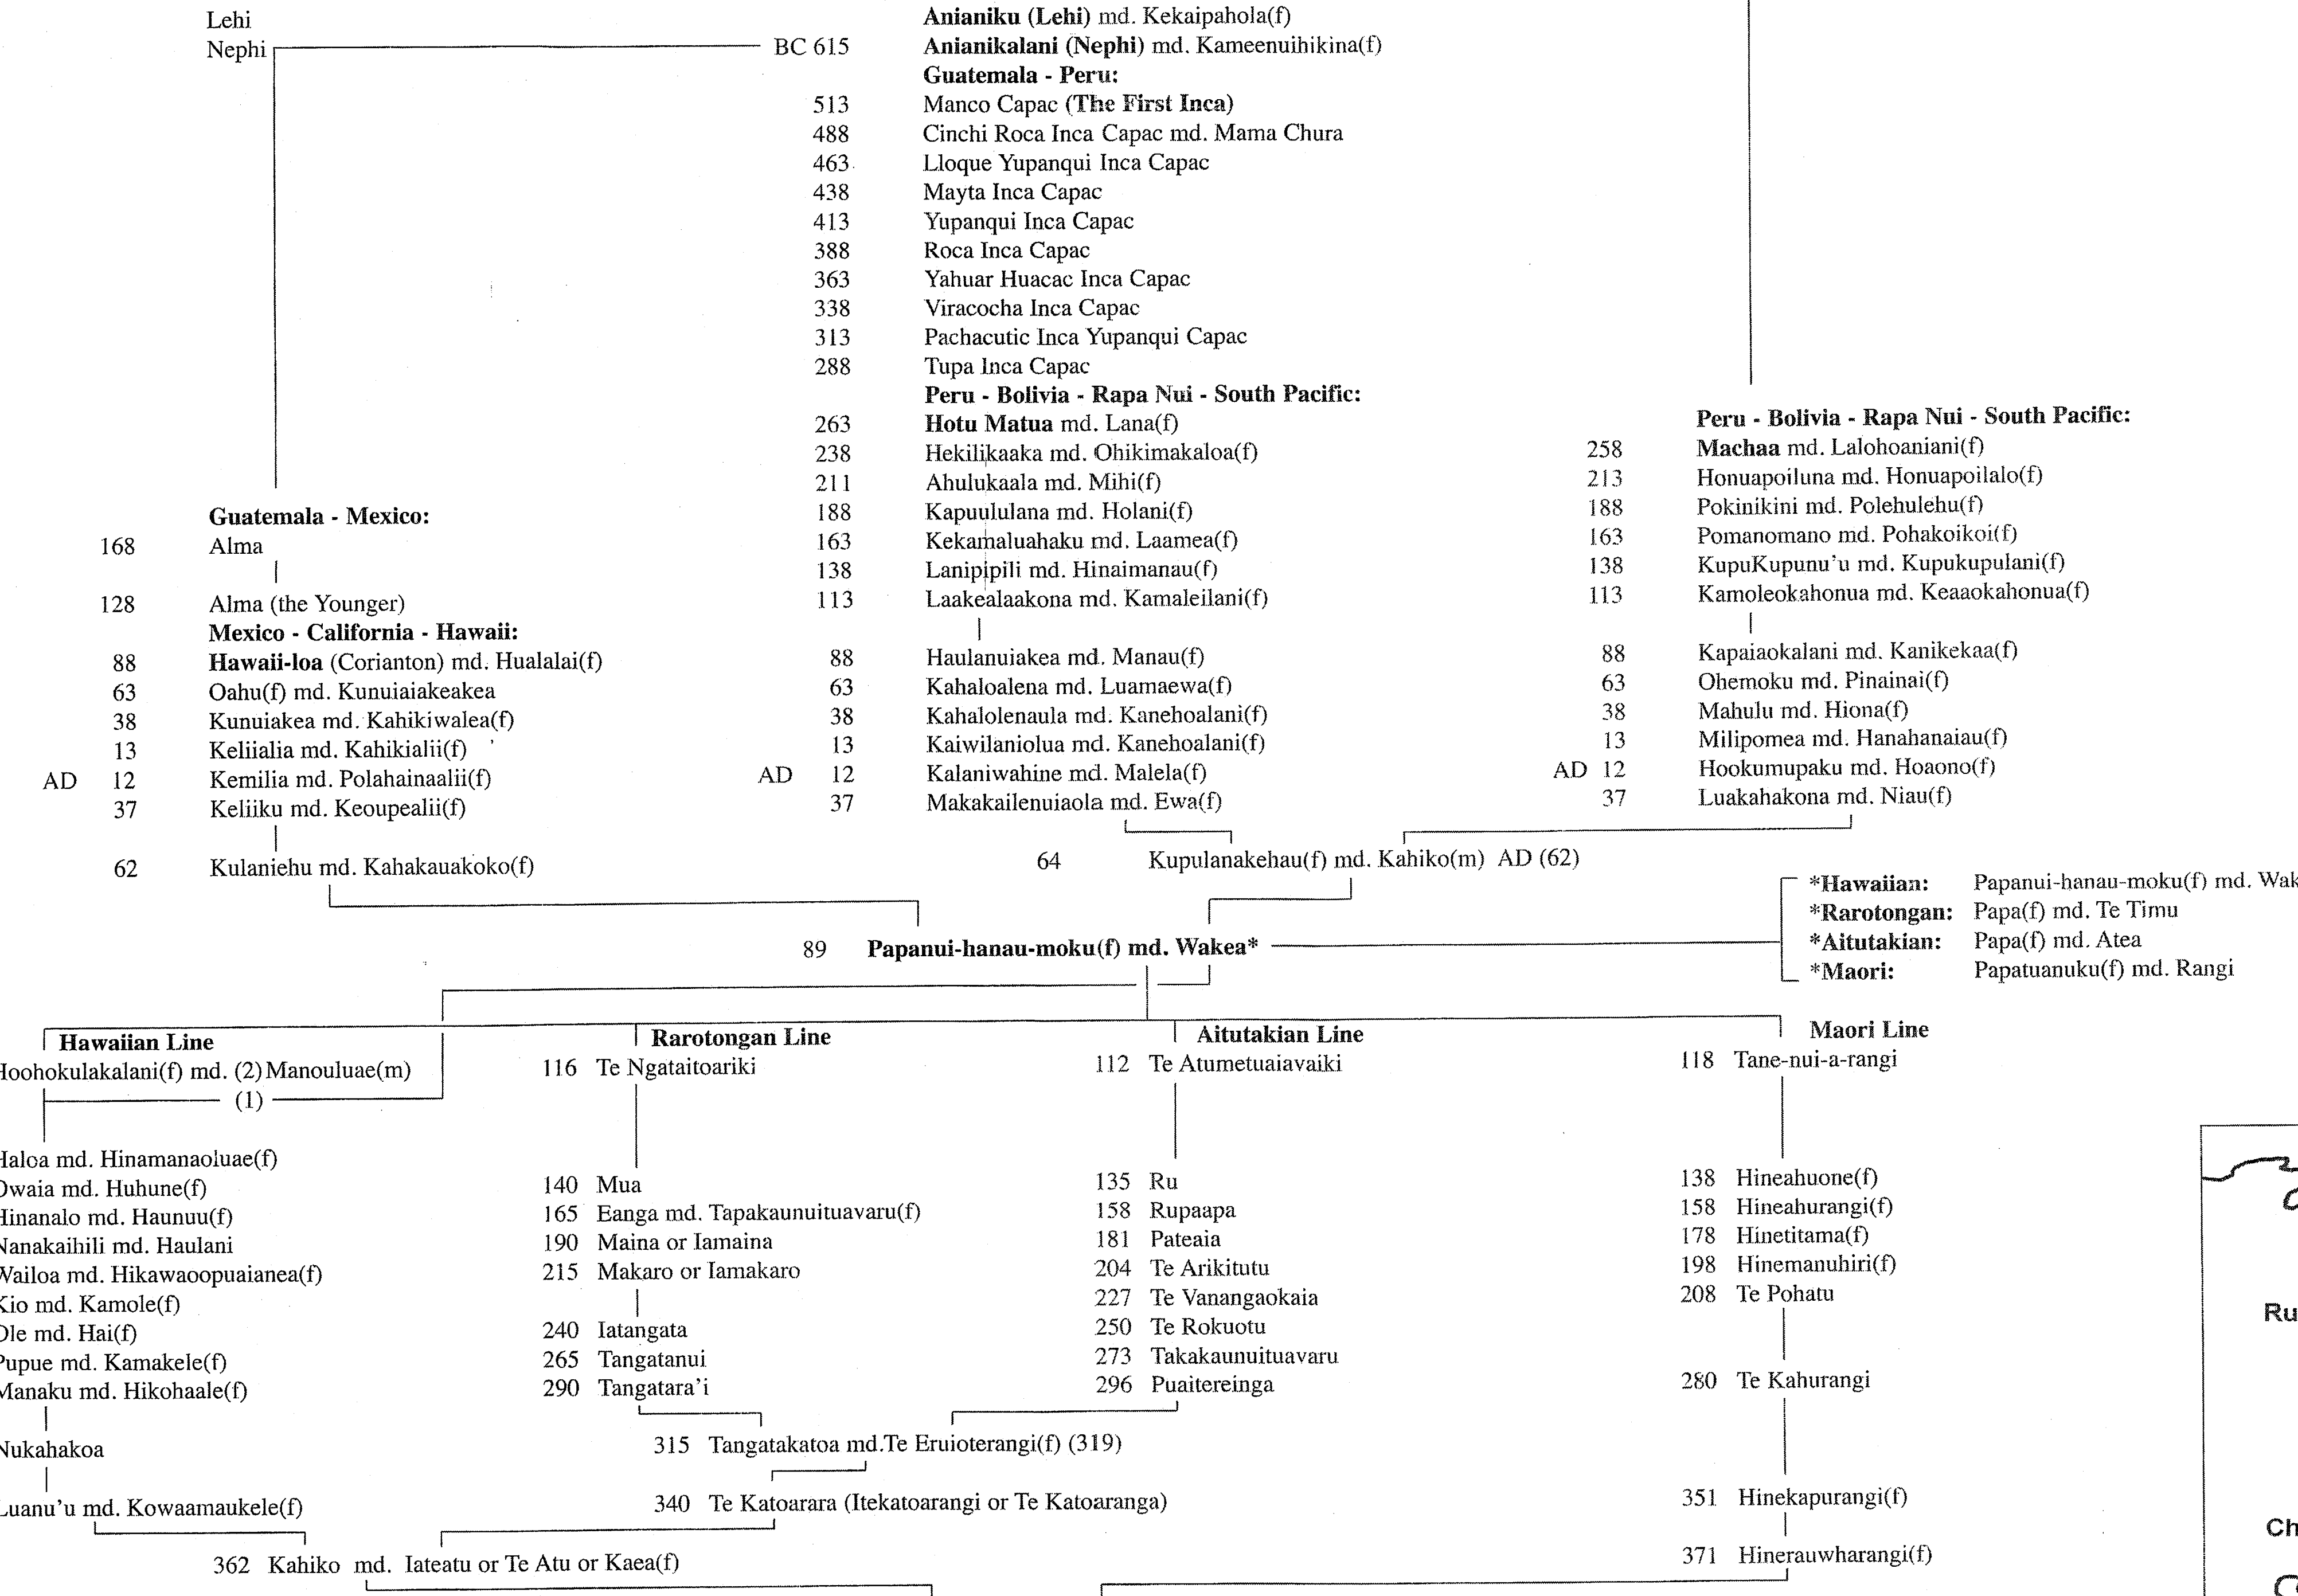 Lehi
Nephi
BC 615
Anianiku (Lehi) md. Kekaipahola(f)
Anianikalani (Nephi) md. Kameenuihikina(f)
Guatemala - Peru:
513 Manco Capac (The First Inca)
488 Cinchi Roca Inca Capac md. Mama Chura
463 Lloque Yupanqui Inca Capac
438 Mayta Inca Capac
413 Yupanqui Inca Capac
388 Roca Inca Capac
363 Yahuar Huacac Inca Capac
338 Viracocha Inca Capac
313 Pachacutic Inca Yupanqui Capac
288 Tupa Inca Capac
Peru - Bolivia - Rapa Nui - South Pacific:
263 Hotu Matua md. Lana(f)
238 Hekilikaaka md. Ohikimakaloa(f)
211 Ahulukaala md. Mihi(f)
188 Kapuululana md. Holani(f)
163 Kekamaluahaku md. Laamea(f)
138 Lanipipili md. Hinaimanau(f)
113 Laakealaakona md. Kamaleilani(f)
88 Haulanuiakea md. Manau(f)
63 Kahaloalena md. Luamaewa(f)
38 Kahalolenaula md. Kanehoalani(f)
13 Kaiwilaniolua md. Kanehoalani(f)
AD 12 Kalaniwahine md. Malela(f)
37 Makakailenuiaola md. Ewa(f)
Peru - Bolivia - Rapa Nui - South Pacific:
258 Machaa md. Lalohoaniani(f)
213 Honuapoiluna md. Honuapoilalo(f)
188 Pokinikini md. Polehulehu(f)
163 Pomanomano md. Pohakoikoi(f)
138 KupuKupunu'u md. Kupukupulani(f)
113 Kamoleokahonua md. Keaaokahonua(f)
88 Kapaiaokalani md. Kanikekaa(f)
63 Ohemoku md. Pinainai(f)
38 Mahulu md. Hiona(f)
13 Milipomea md. Hanahanaiau(f)
AD 12 Hookumupaku md. Hoaono(f)
37 Luakahakona md. Niau(f)
Guatemala - Mexico:
168 Alma
128 Alma (the Younger)
Mexico - California - Hawaii:
88 Hawaii-loa (Corianton) md. Hualalai(f)
63 Oahu(f) md. Kunuiaiakeakea
38 Kunuiakea md. Kahikiwalea(f)
13 Keliialia md. Kahikialii(f)
AD 12 Kemilia md. Polahainaalii(f)
37 Keliiku md. Keoupealii(f)
62 Kulaniehu md. Kahakauakoko(f)
64 Kupulanakehau(f) md. Kahiko(m) AD (62)
89 Papanui-hanau-moku(f) md. Wakea*
*Hawaiian: Papanui-hanau-moku(f) md. Wak
*Rarotongan: Papa(f) md. Te Timu
*Aitutakian: Papa(f) md. Atea
*Maori: Papatuanuku(f) md. Rangi
Hawaiian Line
Hoohokulakalani(f) md. (2) Manouluae(m)
(1)
Haloa md. Hinamanaoluae(f)
Owaia md. Huhune(f)
Hinanalo md. Haunuu(f)
Nanakaihili md. Haulani
Wailoa md. Hikawaoopuaianea(f)
Kio md. Kamole(f)
Ole md. Hai(f)
Pupue md. Kamakele(f)
Manaku md. Hikohaale(f)
Nukahakoa
Luanu'u md. Kowaamaukele(f)
Rarotongan Line
116 Te Ngataitoariki
140 Mua
165 Eanga md. Tapakaunuituavaru(f)
190 Maina or Iamaina
215 Makaro or Iamakaro
240 Iatangata
265 Tangatanui
290 Tangatara'i
Aitutakian Line
112 Te Atumetuaiavaiki
135 Ru
158 Rupaapa
181 Pateaia
204 Te Arikitutu
227 Te Vanangaokaia
250 Te Rokuotu
273 Takakaunuituavaru
296 Puaitereinga
315 Tangatakatoa md.Te Eruioterangi(f) (319)
340 Te Katoarara (Itekatoarangi or Te Katoaranga)
362 Kahiko md. Iateatu or Te Atu or Kaea(f)
Maori Line
118 Tane-nui-a-rangi
138 Hineahuone(f)
158 Hineahurangi(f)
178 Hinetitama(f)
198 Hinemanuhiri(f)
208 Te Pohatu
280 Te Kahurangi
351 Hinekapurangi(f)
371 Hinerauwharangi(f)
Ru
Ch